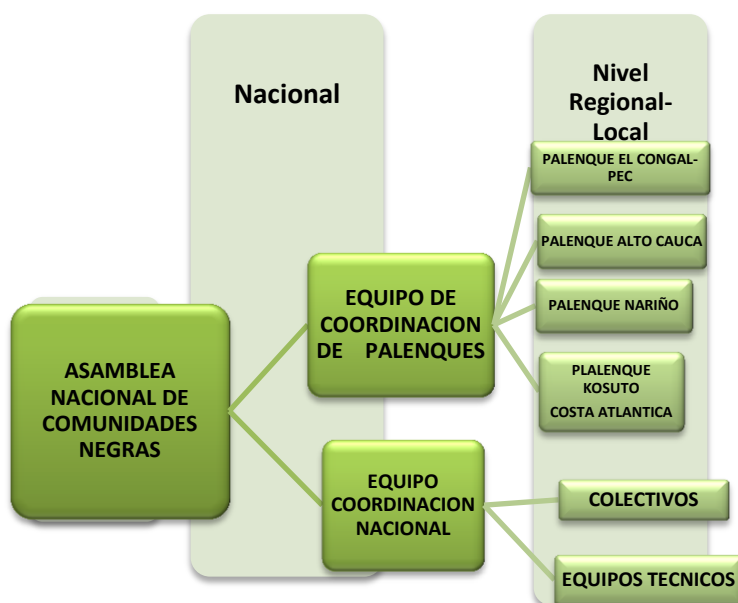 Nacional
Nivel
Regional-
Local
PALENQUE EL CONGAL-
PEC
PALENQUE ALTO CAUCA
PALENQUE NARIÑO
PLALENQUE
KOSUTO
COSTA ATLANTICA
EQUIPO DE
COORDINACION
DE PALENQUES
ASAMBLEA
NACIONAL DE
COMUNIDADES
NEGRAS
EQUIPO
COORDINACION
NACIONAL
COLECTIVOS
EQUIPOS TECNICOS